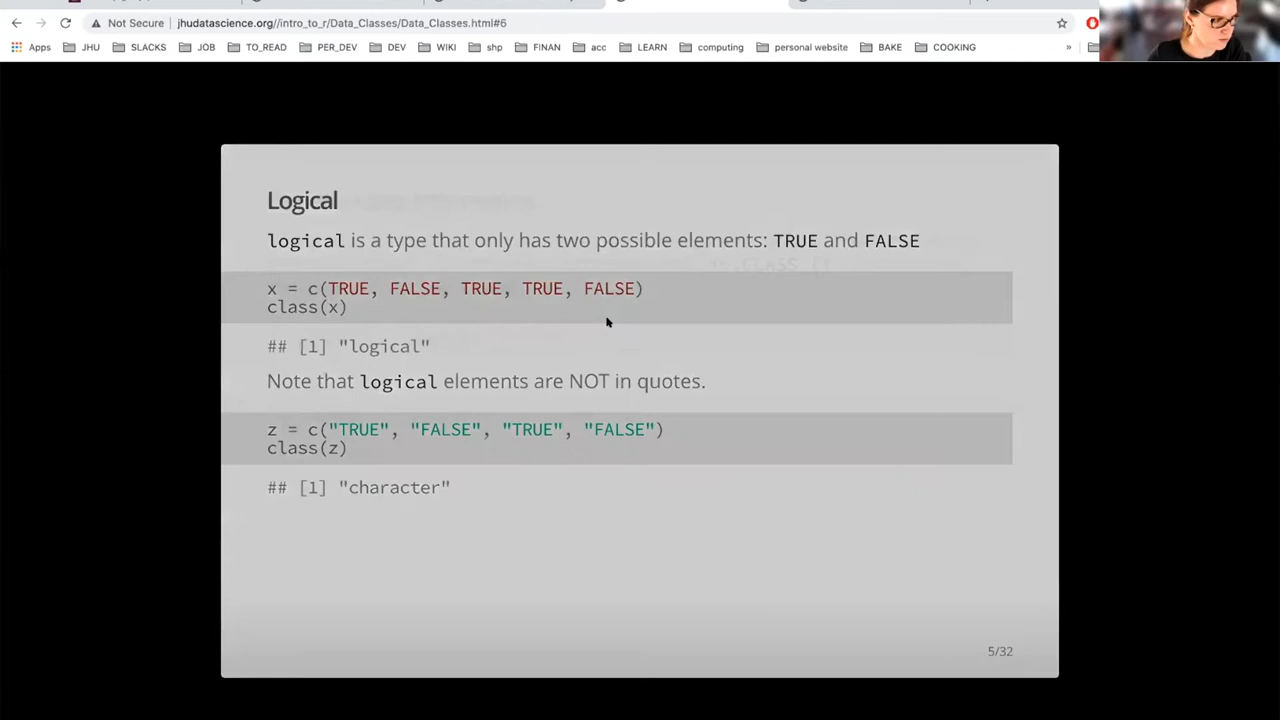 Not Secure | jhudatascience.org//intro_to_r/Data_Classes/Data_Classes.html#6
Apps JHU SLACKS JOB TO_READ PER_DEV DEV WIKI shp FINAN acc LEARN computing personal website BAKE COOKING »
Logical
logical is a type that only has two possible elements: TRUE and FALSE
x = c(TRUE, FALSE, TRUE, TRUE, FALSE)
class(x)
## [1] "logical"
Note that logical elements are NOT in quotes.
z = c("TRUE", "FALSE", "TRUE", "FALSE")
class(z)
## [1] "character"
5/32